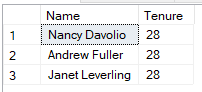 Name Tenure
1 Nancy Davolio 28
2 Andrew Fuller 28
3 Janet Leverling 28